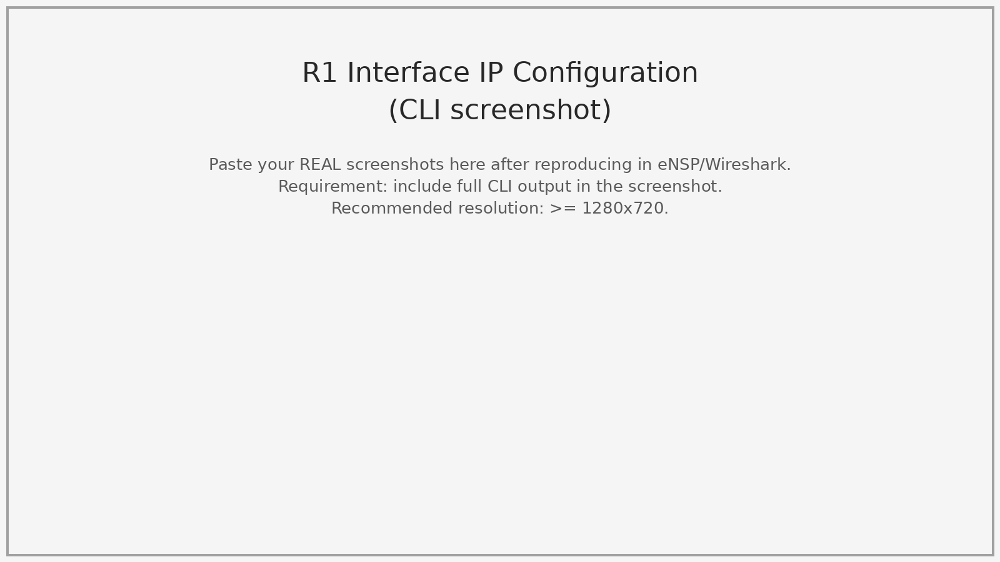 R1 Interface IP Configuration
(CLI screenshot)
Paste your REAL screenshots here after reproducing in eNSP/Wireshark.
Requirement: include full CLI output in the screenshot.
Recommended resolution: >= 1280x720.